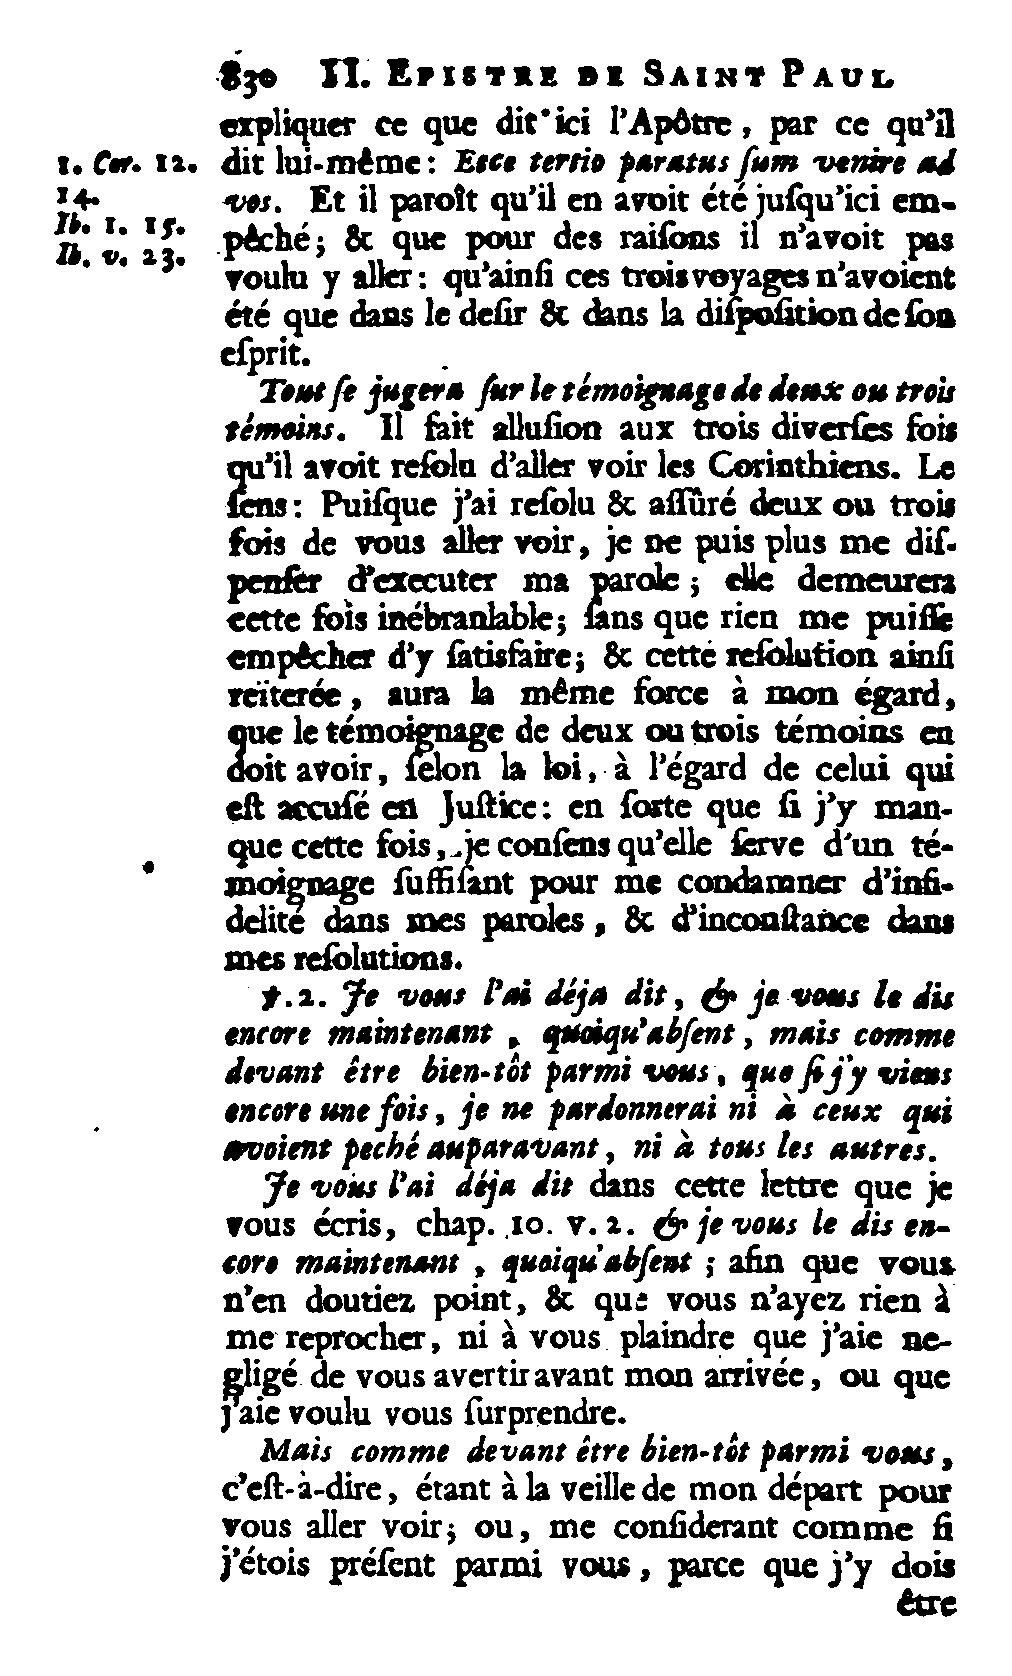 830 II. EPISTRE DE SAINT PAUL
expliquer ce que dit ici l'Apôtre, par ce qu'il
1. Cor. 12. dit lui-même: Ecce tertio paratus ſum venire ad
14. vos. Et il paroît qu'il en avoit été juſqu'ici em-
Ib. 1. 15. pêché; & que pour des raiſons il n'avoit pas
Ib. v. 23. voulu y aller: qu'ainſi ces trois voyages n'avoient
été que dans le deſir & dans la diſpoſition de ſon
eſprit.
Tout ſe jugera ſur le témoignage de deux ou trois
témoins. Il fait alluſion aux trois diverſes fois
qu'il avoit reſolu d'aller voir les Corinthiens. Le
ſens: Puiſque j'ai reſolu & aſſûré deux ou trois
fois de vous aller voir, je ne puis plus me diſ-
penſer d'executer ma parole; elle demeurera
cette fois inébranlable; ſans que rien me puiſſe
empêcher d'y ſatisfaire; & cette reſolution ainſi
reïterée, aura la même force à mon égard,
que le témoignage de deux ou trois témoins en
doit avoir, ſelon la loi, à l'égard de celui qui
eſt accuſé en Juſtice: en ſorte que ſi j'y man-
que cette fois, je conſens qu'elle ſerve d'un té-
moignage ſuffiſant pour me condamner d'infi-
delité dans mes paroles, & d'inconſtance dans
mes reſolutions.
℣. 2. Je vous l'ai déja dit, & je vous le dis
encore maintenant, quoiqu'abſent, mais comme
devant être bien-tôt parmi vous, que ſi j'y viens
encore une fois, je ne pardonnerai ni à ceux qui
avoient peché auparavant, ni à tous les autres.
Je vous l'ai déja dit dans cette lettre que je
vous écris, chap. 10. v. 2. & je vous le dis en-
core maintenant, quoiqu'abſent; afin que vous
n'en doutiez point, & que vous n'ayez rien à
me reprocher, ni à vous plaindre que j'aie ne-
gligé de vous avertir avant mon arrivée, ou que
j'aie voulu vous ſurprendre.
Mais comme devant être bien-tôt parmi vous,
c'eſt-à-dire, étant à la veille de mon départ pour
vous aller voir; ou, me conſiderant comme ſi
j'étois préſent parmi vous, parce que j'y dois
être